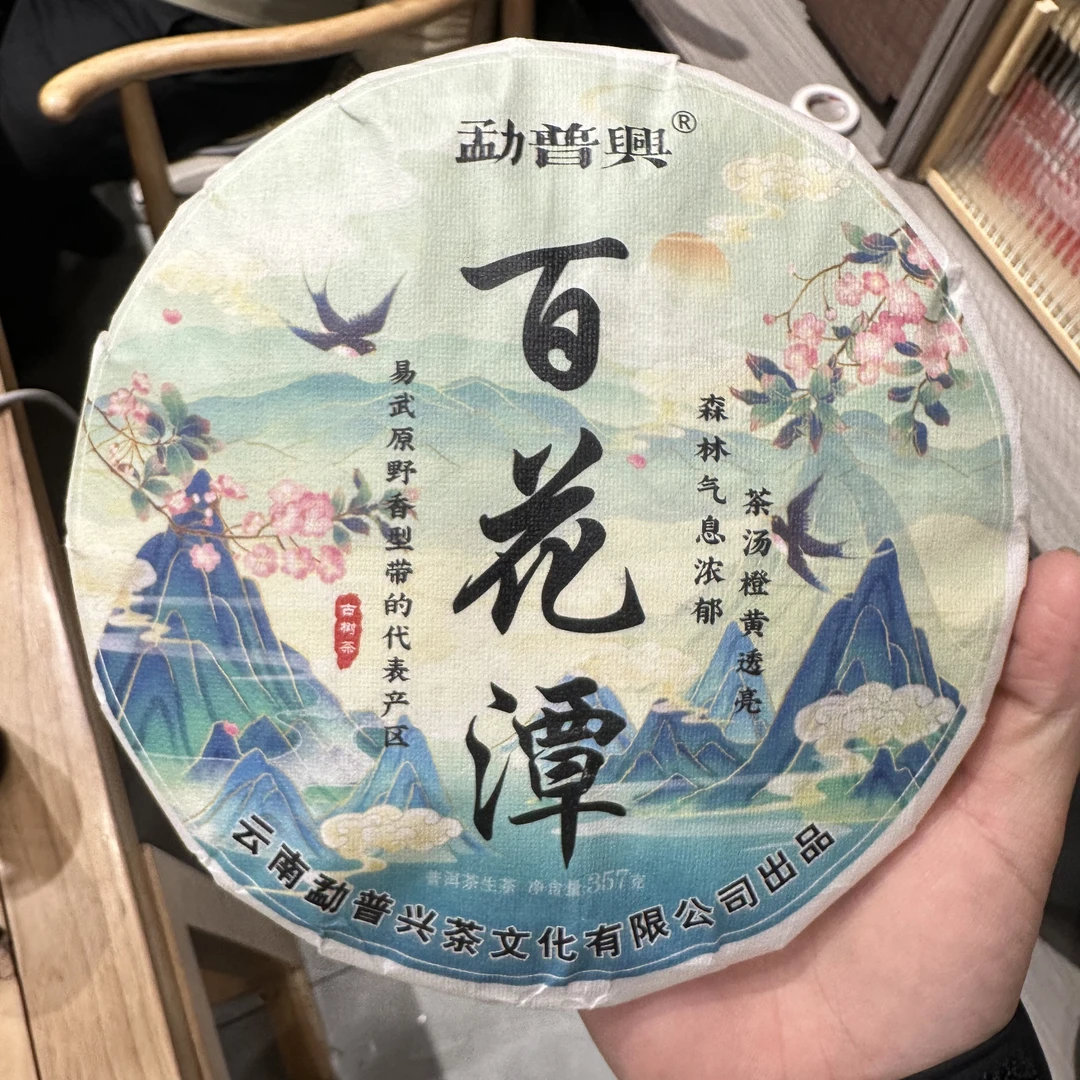 勐普興®
百花潭
茶汤橙黄透亮
森林气息浓郁
易武原野香型带的代表产区
古树茶
普洱茶生茶 净含量:357克
云南勐普兴茶文化有限公司出品